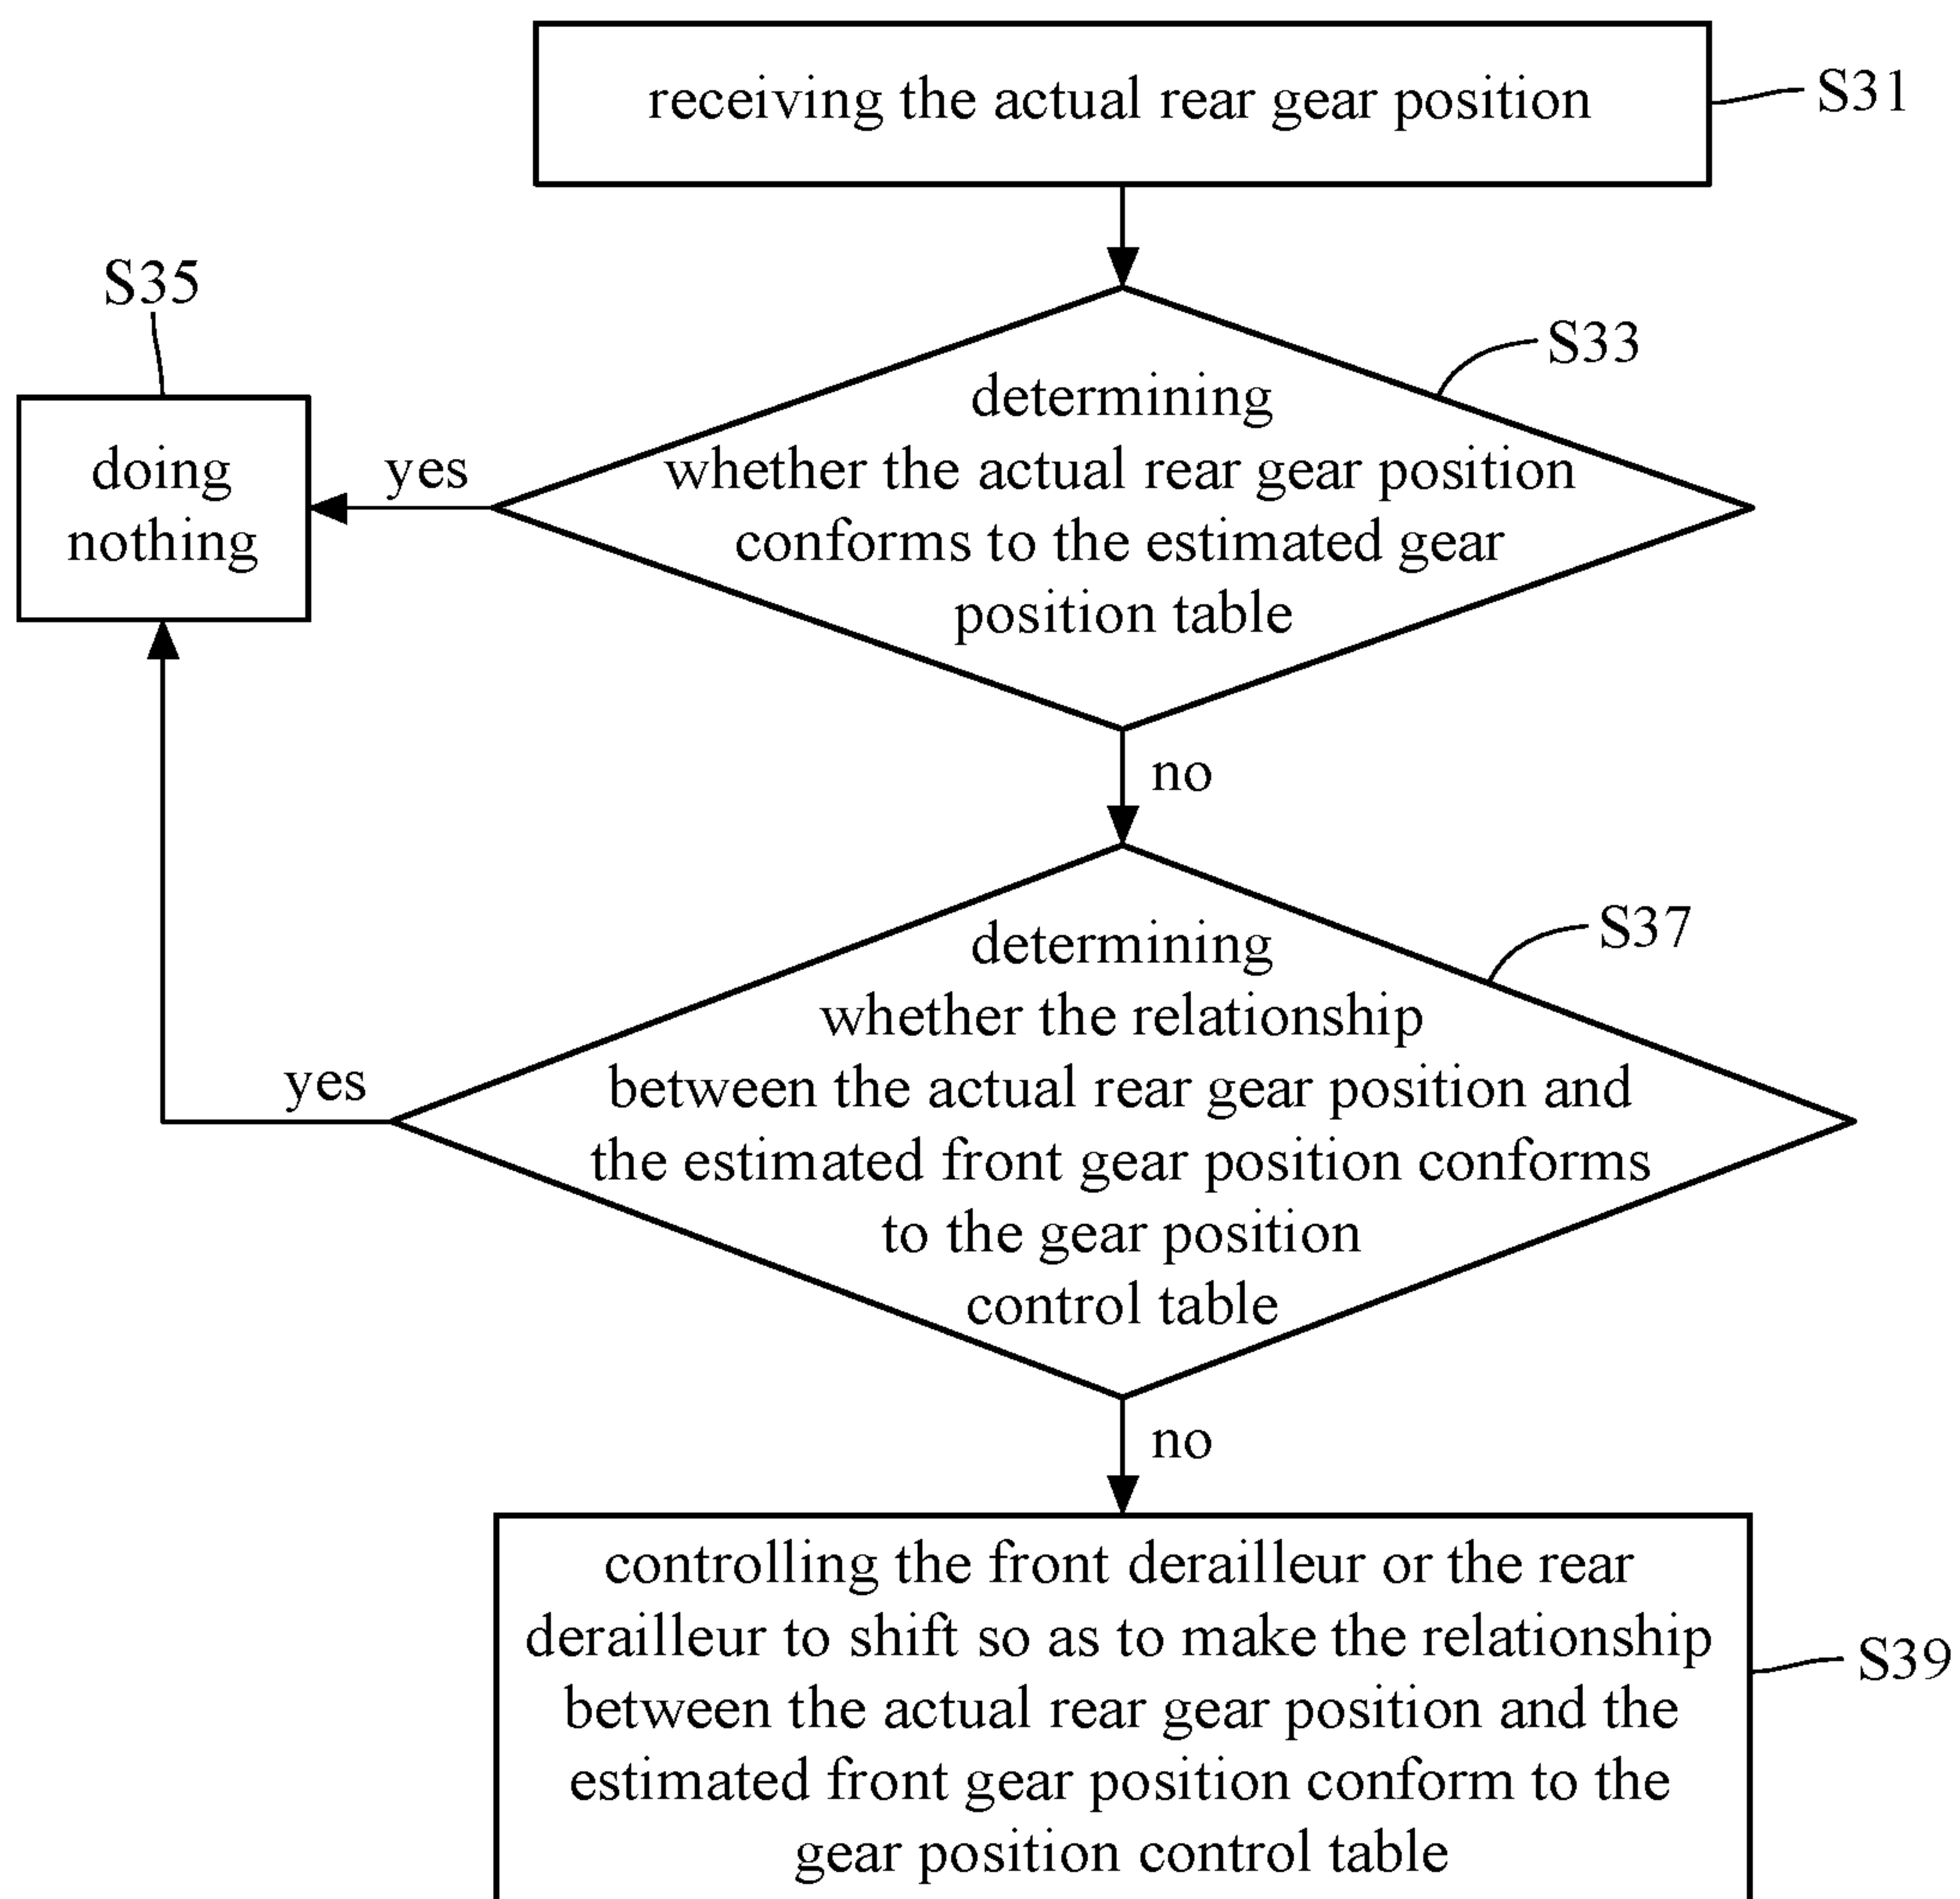 receiving the actual rear gear position
S31
S35
S33
determining
whether the actual rear gear position
conforms to the estimated gear
position table
doing
nothing
yes
no
S37
determining
whether the relationship
between the actual rear gear position and
the estimated front gear position conforms
to the gear position
control table
yes
no
controlling the front derailleur or the rear
derailleur to shift so as to make the relationship
between the actual rear gear position and the
estimated front gear position conform to the
gear position control table
S39